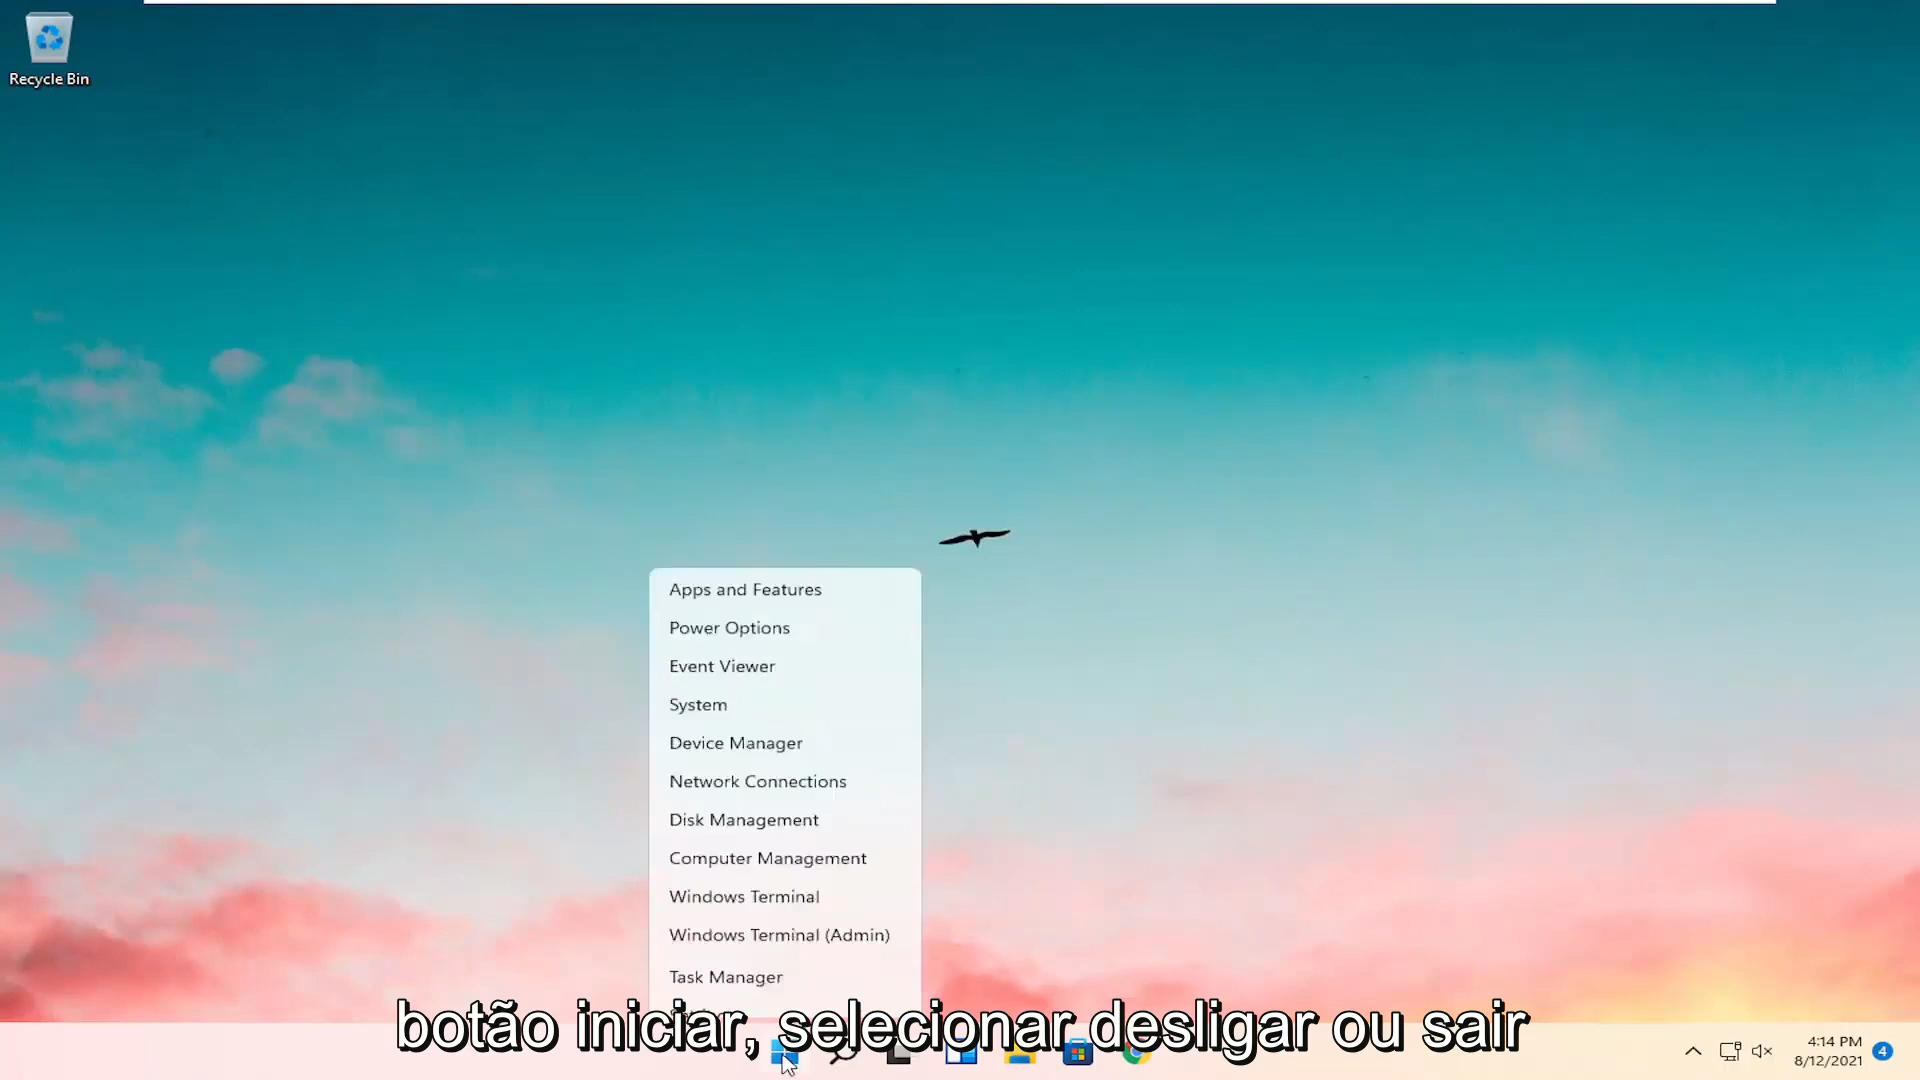 Recycle Bin
Apps and Features
Power Options
Event Viewer
System
Device Manager
Network Connections
Disk Management
Computer Management
Windows Terminal
Windows Terminal (Admin)
Task Manager
botão iniciar, selecionar desligar ou sair
4:14 PM
8/12/2021
4